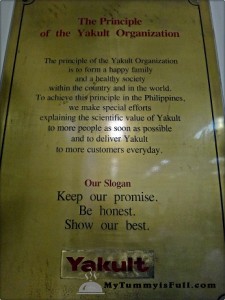 The Principle
of the Yakult Organization
The principle of the Yakult Organization
is to form a happy family
and a healthy society
within the country and in the world.
To achieve this principle in the Philippines,
we make special efforts
explaining the scientific value of Yakult
to more people as soon as possible
and to deliver Yakult
to more customers everyday.
Our Slogan
Keep our promise.
Be honest.
Show our best.
Yakult
MyTummyisFull.com